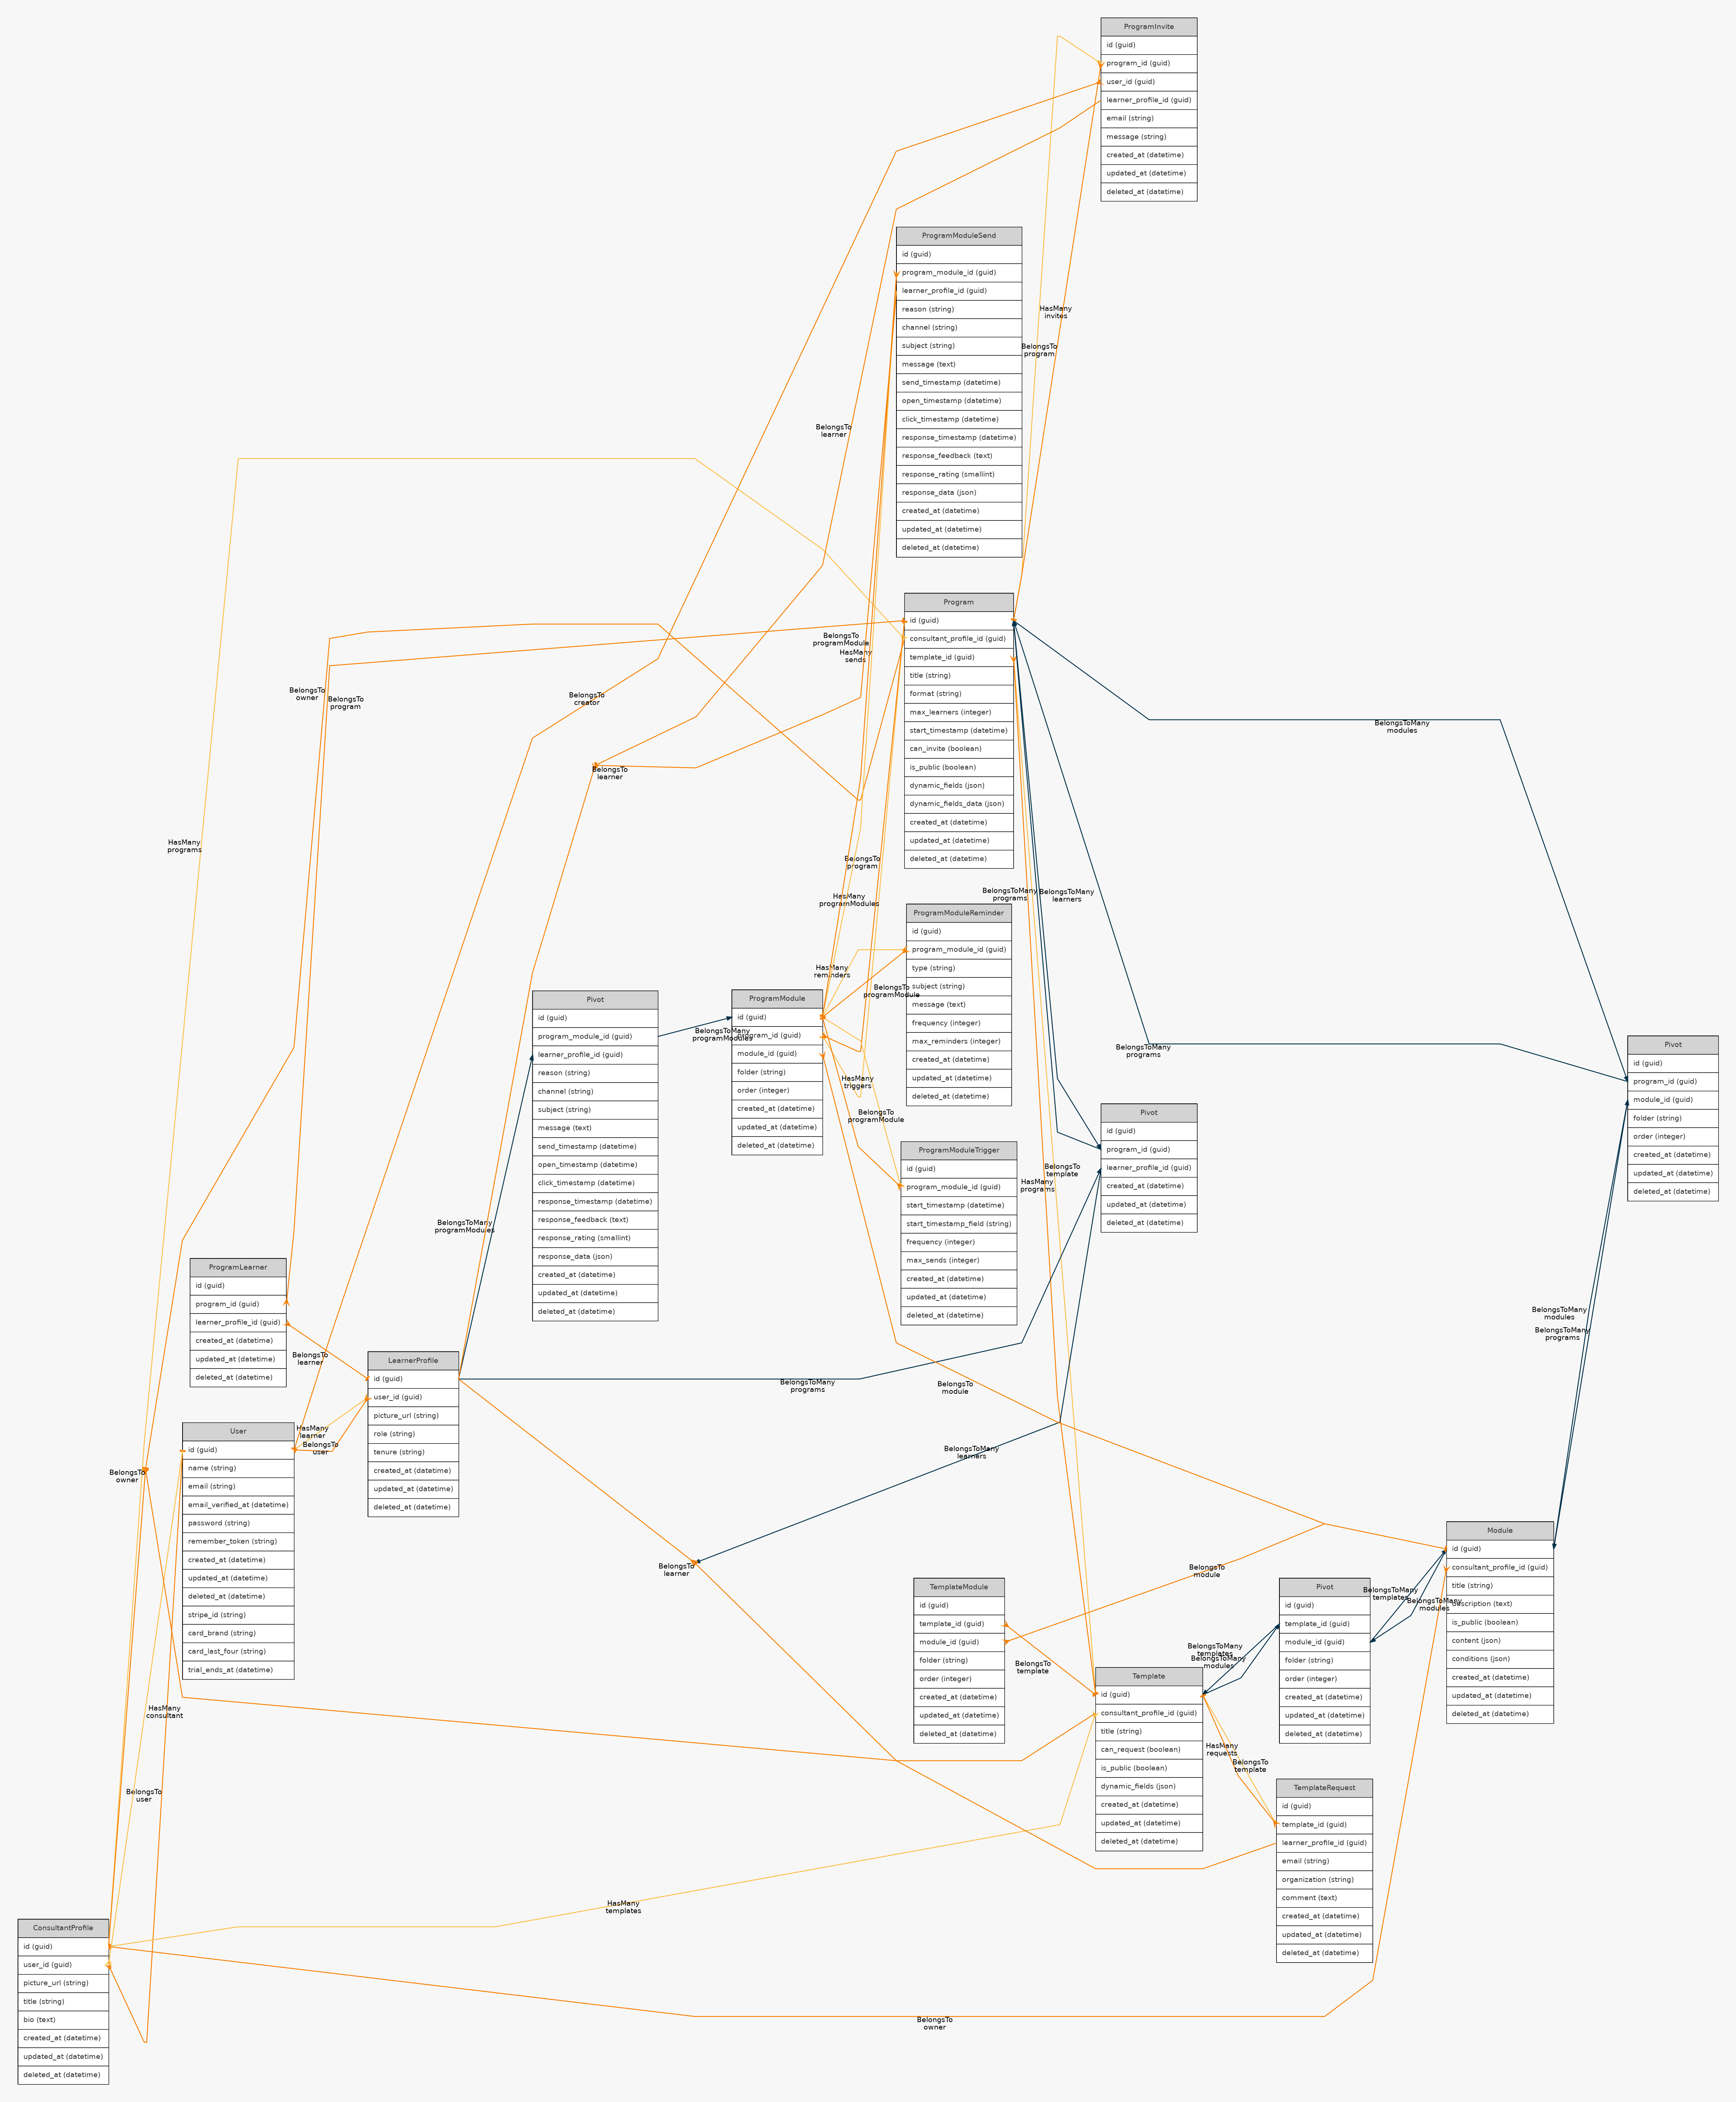 ProgramInvite
id (guid)
program_id (guid)
user_id (guid)
learner_profile_id (guid)
email (string)
message (string)
created_at (datetime)
updated_at (datetime)
deleted_at (datetime)
ProgramModuleSend
id (guid)
program_module_id (guid)
learner_profile_id (guid)
reason (string)
channel (string)
subject (string)
message (text)
send_timestamp (datetime)
open_timestamp (datetime)
click_timestamp (datetime)
response_timestamp (datetime)
response_feedback (text)
response_rating (smallint)
response_data (json)
created_at (datetime)
updated_at (datetime)
deleted_at (datetime)
HasMany
invites
BelongsTo
program
BelongsTo
learner
Program
id (guid)
consultant_profile_id (guid)
template_id (guid)
title (string)
format (string)
max_learners (integer)
start_timestamp (datetime)
can_invite (boolean)
is_public (boolean)
dynamic_fields (json)
dynamic_fields_data (json)
created_at (datetime)
updated_at (datetime)
deleted_at (datetime)
BelongsTo
programModule
HasMany
sends
BelongsTo
owner
BelongsTo
program
BelongsTo
creator
BelongsToMany
modules
BelongsTo
learner
HasMany
programs
BelongsTo
program
HasMany
programModules
BelongsToMany
programs
BelongsToMany
learners
ProgramModuleReminder
id (guid)
program_module_id (guid)
type (string)
subject (string)
message (text)
frequency (integer)
max_reminders (integer)
created_at (datetime)
updated_at (datetime)
deleted_at (datetime)
HasMany
reminders
BelongsTo
programModule
Pivot
id (guid)
program_module_id (guid)
learner_profile_id (guid)
reason (string)
channel (string)
subject (string)
message (text)
send_timestamp (datetime)
open_timestamp (datetime)
click_timestamp (datetime)
response_timestamp (datetime)
response_feedback (text)
response_rating (smallint)
response_data (json)
created_at (datetime)
updated_at (datetime)
deleted_at (datetime)
BelongsToMany
programModules
ProgramModule
id (guid)
program_id (guid)
module_id (guid)
folder (string)
order (integer)
created_at (datetime)
updated_at (datetime)
deleted_at (datetime)
BelongsToMany
programs
Pivot
id (guid)
program_id (guid)
module_id (guid)
folder (string)
order (integer)
created_at (datetime)
updated_at (datetime)
deleted_at (datetime)
HasMany
triggers
BelongsTo
programModule
Pivot
id (guid)
program_id (guid)
learner_profile_id (guid)
created_at (datetime)
updated_at (datetime)
deleted_at (datetime)
ProgramModuleTrigger
id (guid)
program_module_id (guid)
start_timestamp (datetime)
start_timestamp_field (string)
frequency (integer)
max_sends (integer)
created_at (datetime)
updated_at (datetime)
deleted_at (datetime)
BelongsTo
template
HasMany
programs
BelongsToMany
programModules
ProgramLearner
id (guid)
program_id (guid)
learner_profile_id (guid)
created_at (datetime)
updated_at (datetime)
deleted_at (datetime)
BelongsToMany
modules
BelongsToMany
programs
BelongsTo
learner
LearnerProfile
id (guid)
user_id (guid)
picture_url (string)
role (string)
tenure (string)
created_at (datetime)
updated_at (datetime)
deleted_at (datetime)
BelongsToMany
programs
BelongsTo
module
User
id (guid)
name (string)
email (string)
email_verified_at (datetime)
password (string)
remember_token (string)
created_at (datetime)
updated_at (datetime)
deleted_at (datetime)
stripe_id (string)
card_brand (string)
card_last_four (string)
trial_ends_at (datetime)
HasMany
learner
BelongsTo
user
BelongsToMany
learners
BelongsTo
owner
Module
id (guid)
consultant_profile_id (guid)
title (string)
description (text)
is_public (boolean)
content (json)
conditions (json)
created_at (datetime)
updated_at (datetime)
deleted_at (datetime)
BelongsTo
learner
BelongsTo
module
TemplateModule
id (guid)
template_id (guid)
module_id (guid)
folder (string)
order (integer)
created_at (datetime)
updated_at (datetime)
deleted_at (datetime)
Pivot
id (guid)
template_id (guid)
module_id (guid)
folder (string)
order (integer)
created_at (datetime)
updated_at (datetime)
deleted_at (datetime)
BelongsToMany
templates
BelongsToMany
modules
BelongsToMany
templates
BelongsToMany
modules
BelongsTo
template
Template
id (guid)
consultant_profile_id (guid)
title (string)
can_request (boolean)
is_public (boolean)
dynamic_fields (json)
created_at (datetime)
updated_at (datetime)
deleted_at (datetime)
HasMany
consultant
HasMany
requests
BelongsTo
template
BelongsTo
user
TemplateRequest
id (guid)
template_id (guid)
learner_profile_id (guid)
email (string)
organization (string)
comment (text)
created_at (datetime)
updated_at (datetime)
deleted_at (datetime)
HasMany
templates
ConsultantProfile
id (guid)
user_id (guid)
picture_url (string)
title (string)
bio (text)
created_at (datetime)
updated_at (datetime)
deleted_at (datetime)
BelongsTo
owner